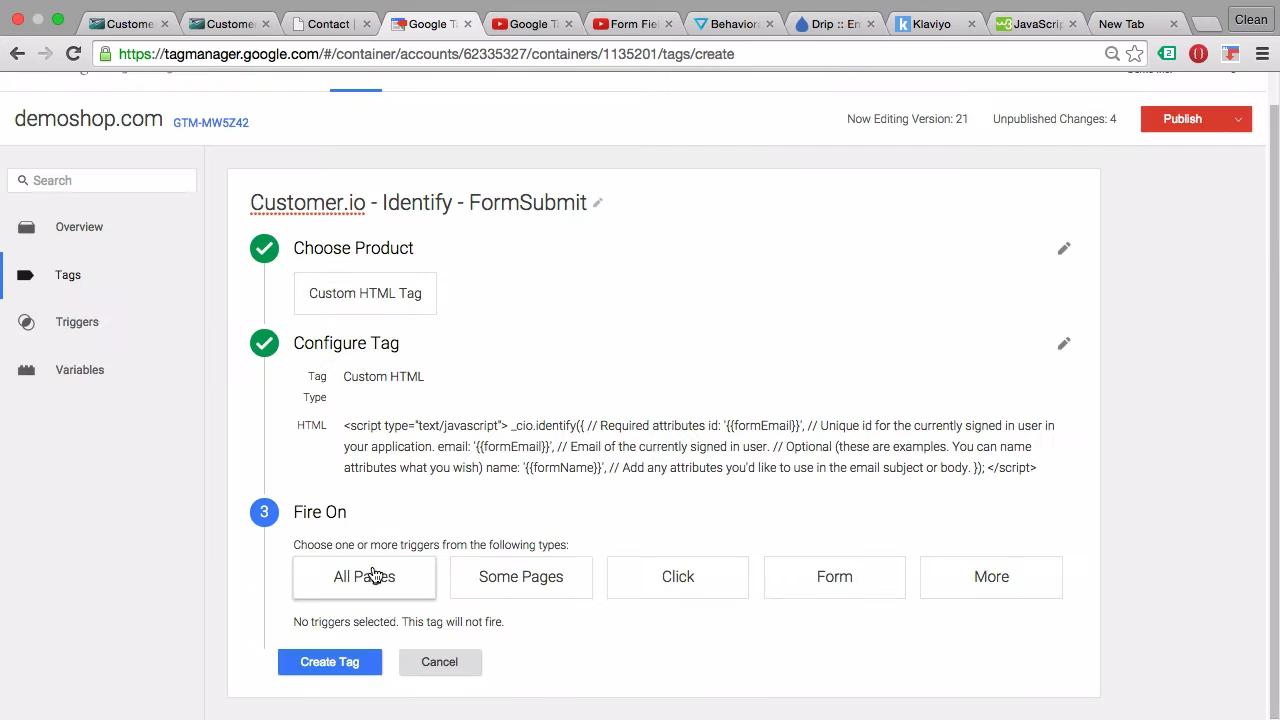 Custome
Custome
Contact |
Google Ta
Google T
Form Fiel
Behavior
Drip :: En
Klaviyo
JavaScrip
New Tab
Clean
https://tagmanager.google.com/#/container/accounts/62335327/containers/1135201/tags/create
demoshop.com GTM-MW5Z42
Now Editing Version: 21 Unpublished Changes: 4 Publish
Search
Overview
Tags
Triggers
Variables
Customer.io - Identify - FormSubmit
Choose Product
Custom HTML Tag
Configure Tag
Tag Type Custom HTML
HTML <script type="text/javascript"> _cio.identify({ // Required attributes id: '{{formEmail}}', // Unique id for the currently signed in user in
your application. email: '{{formEmail}}', // Email of the currently signed in user. // Optional (these are examples. You can name
attributes what you wish) name: '{{formName}}', // Add any attributes you'd like to use in the email subject or body. }); </script>
3 Fire On
Choose one or more triggers from the following types:
All Pages Some Pages Click Form More
No triggers selected. This tag will not fire.
Create Tag Cancel